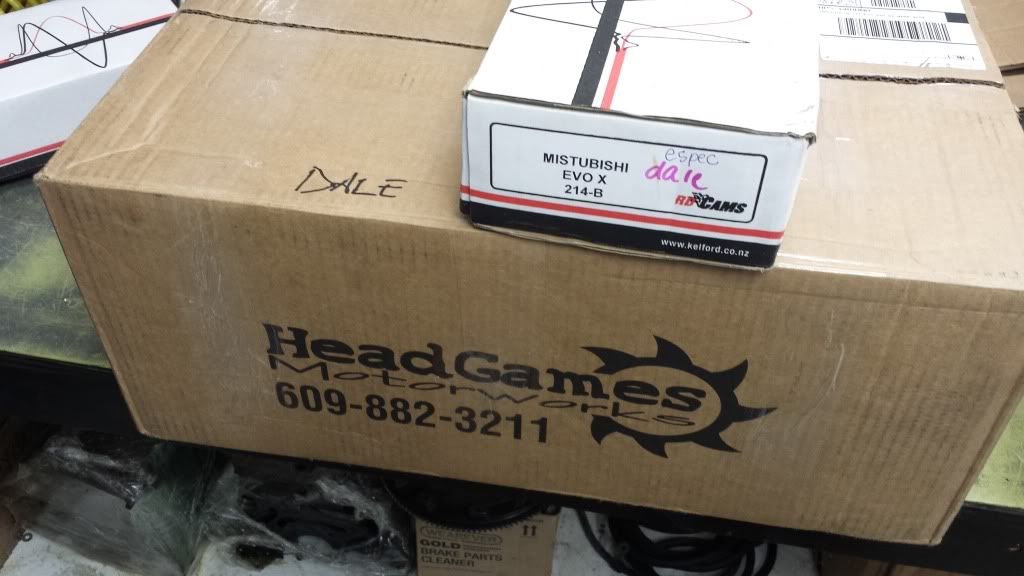 espec
MISTUBISHI
dale
EVO X
214-B
RD CAMS
www.kelford.co.nz
DALE
HeadGames
Motorworks
609-882-3211
GOLD
BRAKE PARTS
CLEANER